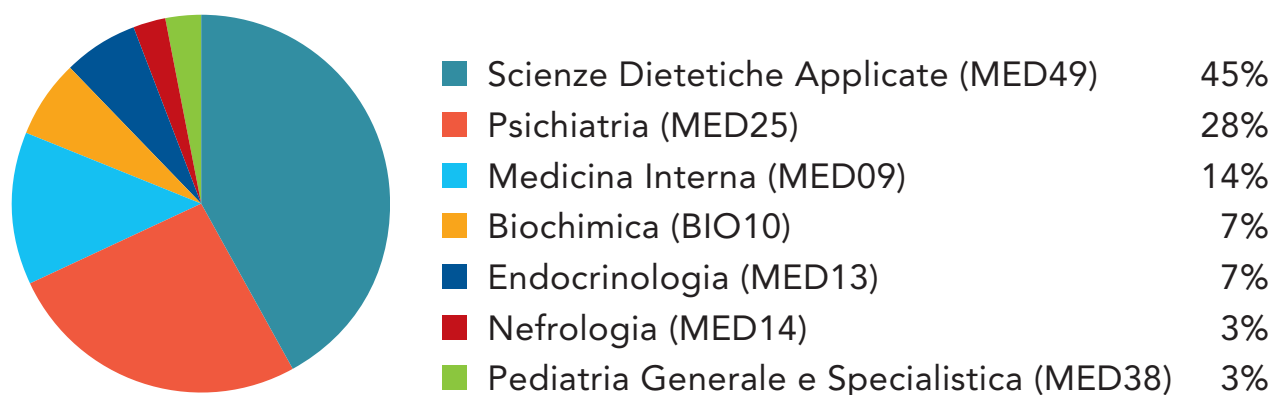 Scienze Dietetiche Applicate (MED49) 45%
Psichiatria (MED25) 28%
Medicina Interna (MED09) 14%
Biochimica (BIO10) 7%
Endocrinologia (MED13) 7%
Nefrologia (MED14) 3%
Pediatria Generale e Specialistica (MED38) 3%